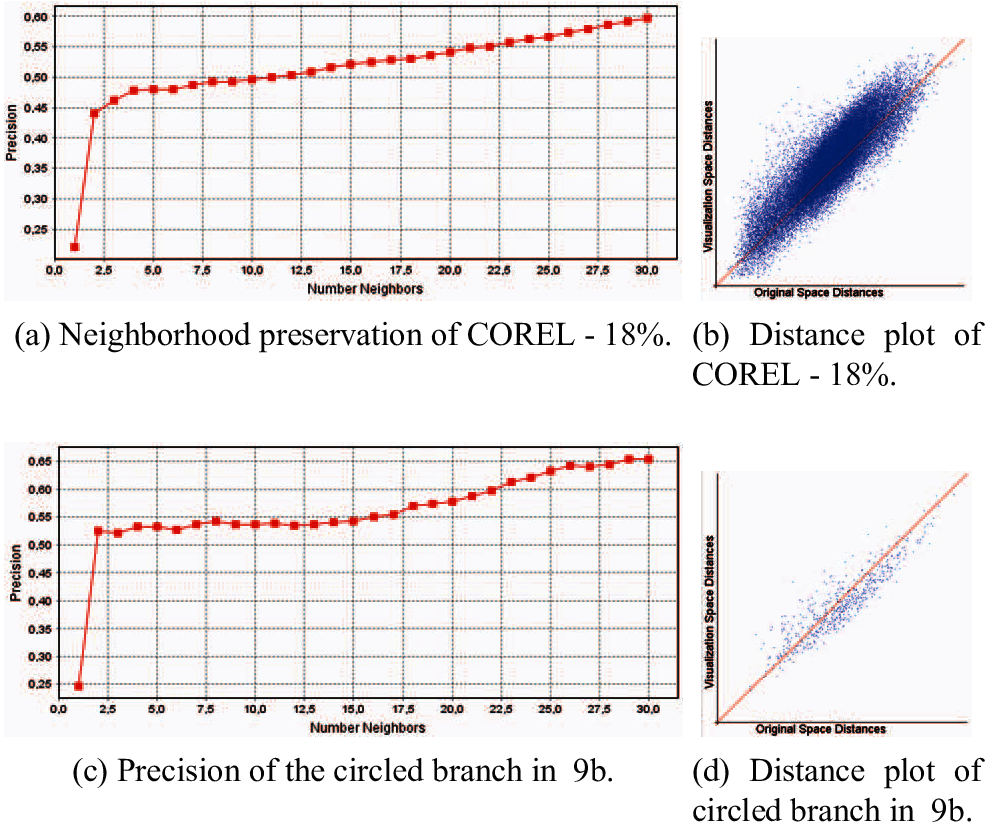 0,60
0,55
0,50
0,45
0,40
0,35
0,30
0,25
Precision
0,0 2,5 5,0 7,5 10,0 12,5 15,0 17,5 20,0 22,5 25,0 27,5 30,0
Number Neighbors
Visualization Space Distances
Original Space Distances
(a) Neighborhood preservation of COREL - 18%.
(b) Distance plot of
COREL - 18%.
0,65
0,60
0,55
0,50
0,45
0,40
0,35
0,30
0,25
Precision
0,0 2,5 5,0 7,5 10,0 12,5 15,0 17,5 20,0 22,5 25,0 27,5 30,0
Number Neighbors
Visualization Space Distances
Original Space Distances
(c) Precision of the circled branch in 9b.
(d) Distance plot of
circled branch in 9b.